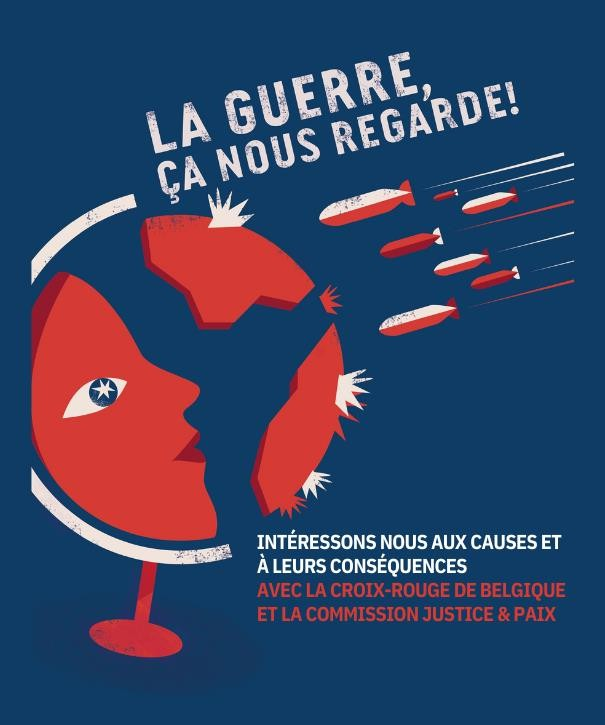 LA GUERRE,
ÇA NOUS REGARDE!
INTÉRESSONS NOUS AUX CAUSES ET
À LEURS CONSÉQUENCES
AVEC LA CROIX-ROUGE DE BELGIQUE
ET LA COMMISSION JUSTICE & PAIX